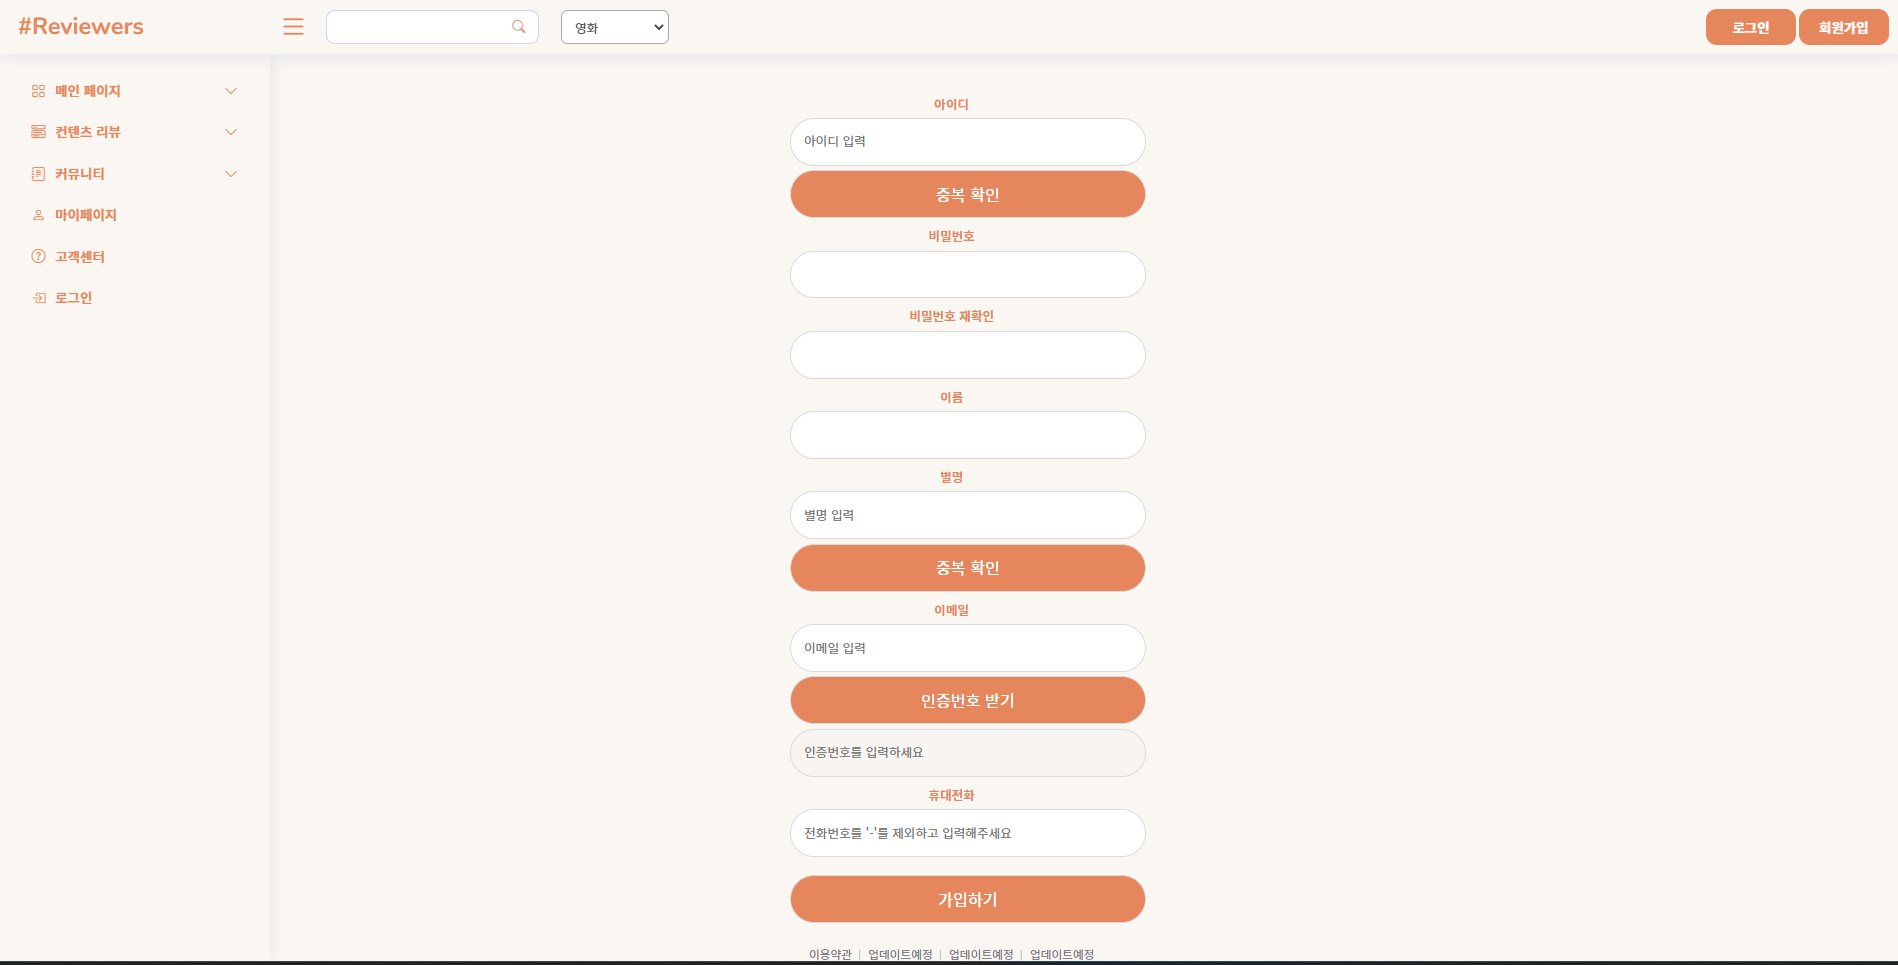 #Reviewers
영화
로그인
회원가입
메인 페이지
컨텐츠 리뷰
커뮤니티
마이페이지
고객센터
로그인
아이디
아이디 입력
중복 확인
비밀번호
비밀번호 재확인
이름
별명
별명 입력
중복 확인
이메일
이메일 입력
인증번호 받기
인증번호를 입력하세요
휴대전화
전화번호를 '-'를 제외하고 입력해주세요
가입하기
이용약관 | 업데이트예정 | 업데이트예정 | 업데이트예정